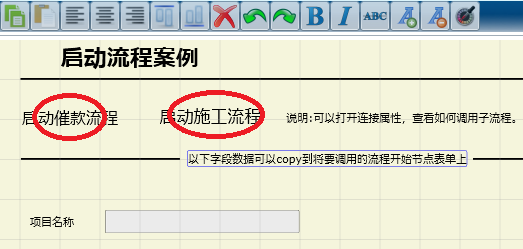 B I ABC A A
启动流程案例
启动催款流程 启动施工流程 说明:可以打开连接属性，查看如何调用子流程。
以下字段数据可以copy到将要调用的流程开始节点表单上
项目名称